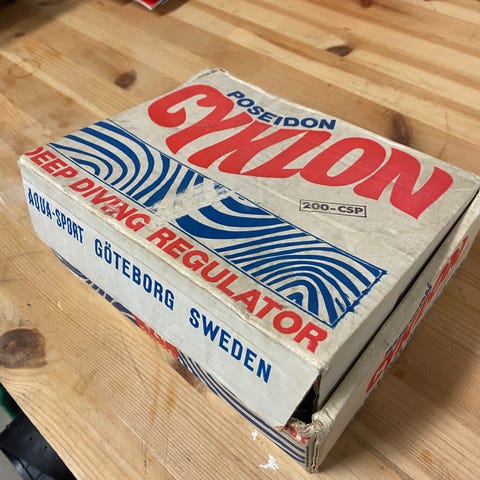 POSEIDON
CYKLON
200-CSP
DEEP DIVING REGULATOR
AQUA-SPORT GÖTEBORG SWEDEN